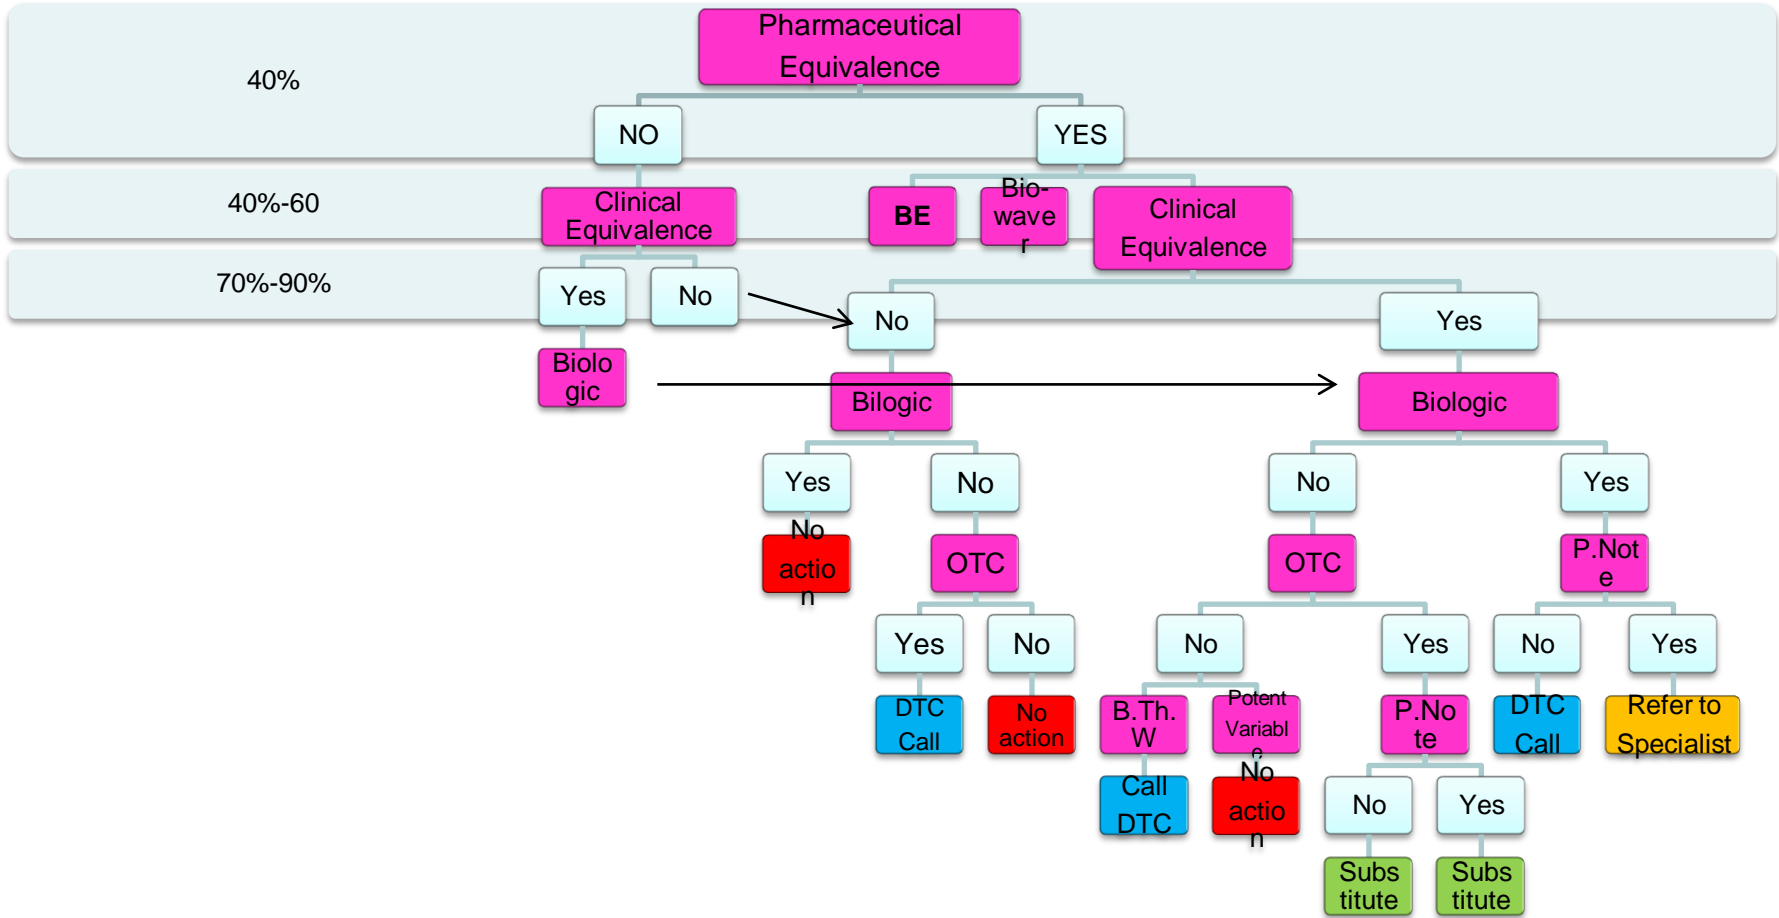 Pharmaceutical
Equivalence
40%
NO
YES
40%-60
Clinical
Equivalence
BE
Bio-
wave
r
Clinical
Equivalence
70%-90%
Yes
No
No
Yes
Biolo
gic
Bilogic
Biologic
Yes
No
No
Yes
No
actio
n
OTC
OTC
P.Not
e
Yes
No
No
Yes
No
Yes
DTC
Call
No
action
B.Th.
W
Potent
Variabl
e
P.No
te
DTC
Call
Refer to
Specialist
Call
DTC
No
actio
n
No
Yes
Subs
titute
Subs
titute